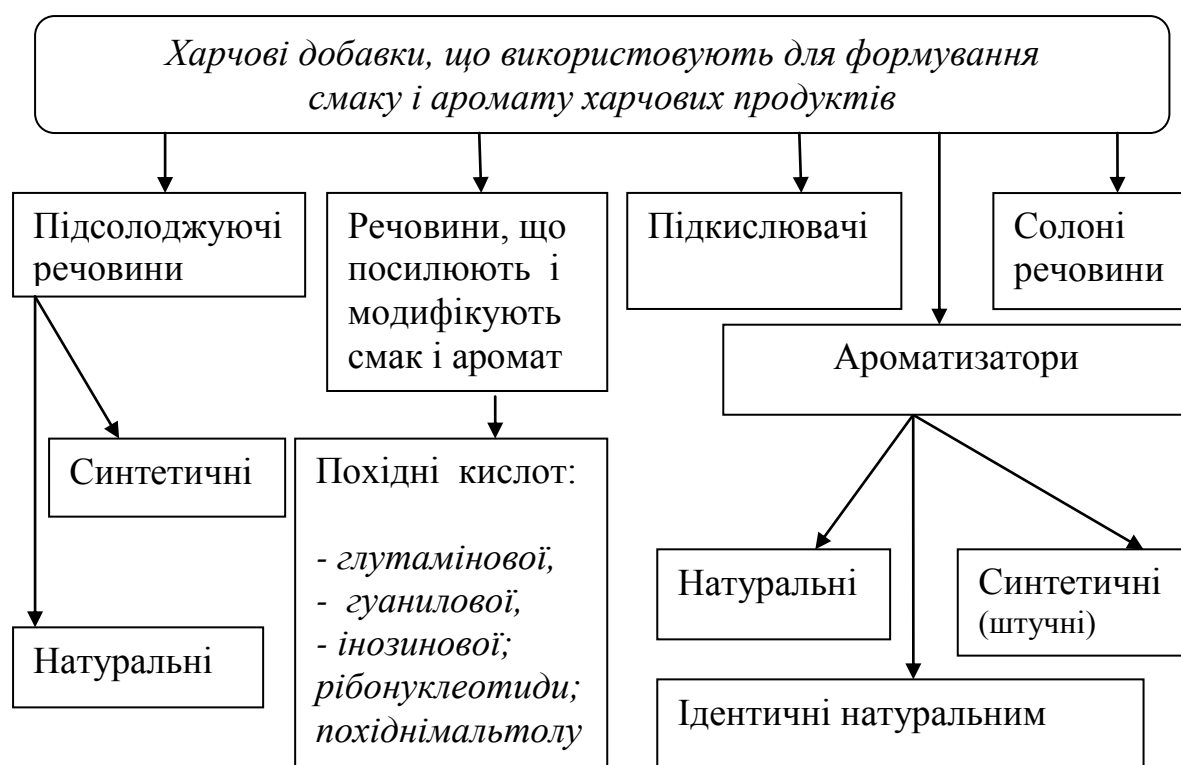 Харчові добавки, що використовують для формування
смаку і аромату харчових продуктів
Підсолоджуючі
речовини
Речовини, що
посилюють і
модифікують
смак і аромат
Підкислювачі
Солоні
речовини
Ароматизатори
Синтетичні
Натуральні
Похідні кислот:
- глутамінової,
- гуанилової,
- інозинової;
рібонуклеотиди;
похіднімальтолу
Натуральні
Синтетичні
(штучні)
Ідентичні натуральним